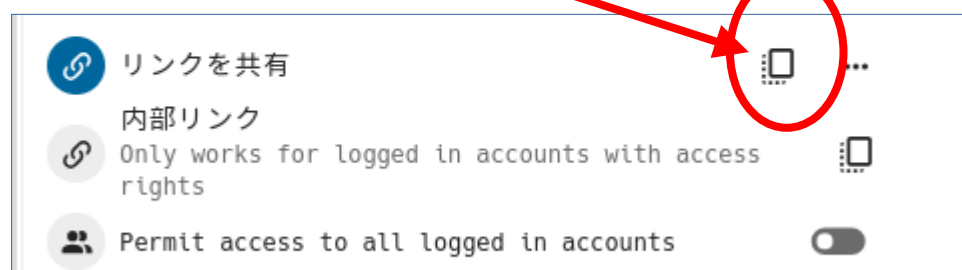 リンクを共有
内部リンク
Only works for logged in accounts with access
rights
Permit access to all logged in accounts